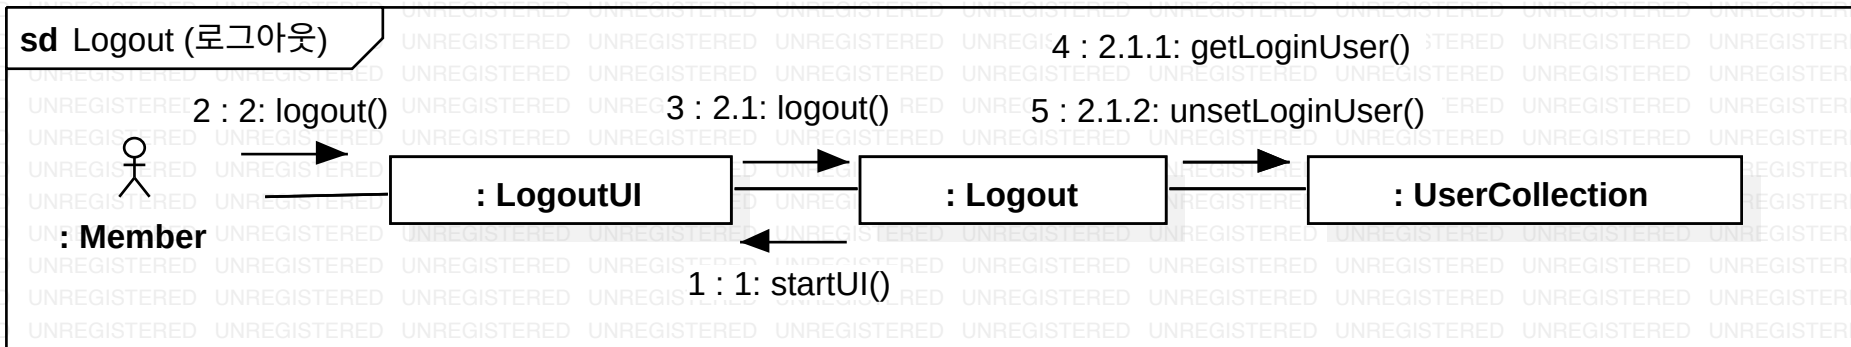 sd Logout (로그아웃)
4 : 2.1.1: getLoginUser()
2 : 2: logout()
3 : 2.1: logout()
5 : 2.1.2: unsetLoginUser()
: LogoutUI
: Logout
: UserCollection
: Member
1 : 1: startUI()
UNREGISTERED